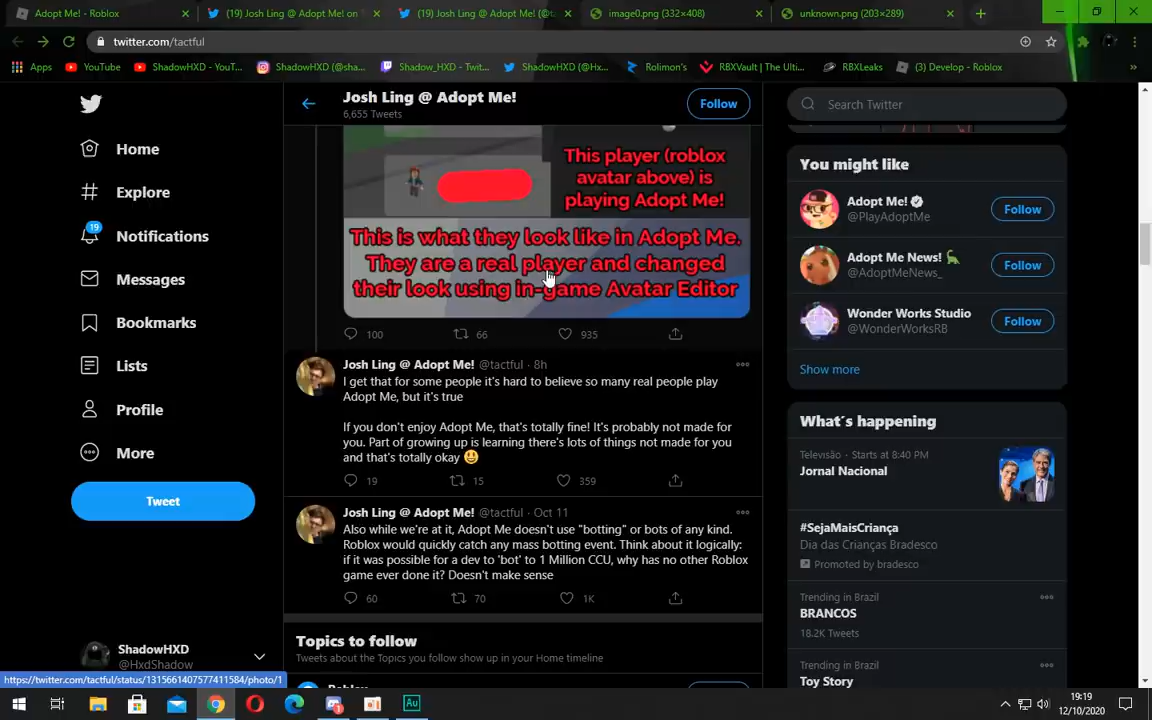 Adopt Me! - Roblox
(19) Josh Ling @ Adopt Me! on
(19) Josh Ling @ Adopt Me! (@ta
image0.png (332×408)
unknown.png (203×289)
twitter.com/tactful
Apps
YouTube
ShadowHXD - YouT...
ShadowHXD (@sha...
Shadow_HXD - Twit...
ShadowHXD (@Hx...
Rolimon's
RBXVault | The Ulti...
RBXLeaks
(3) Develop - Roblox
Josh Ling @ Adopt Me!
6,655 Tweets
Follow
Search Twitter
Home
Explore
19
Notifications
Messages
Bookmarks
Lists
Profile
More
Tweet
ShadowHXD
@HxdShadow
This player (roblox
avatar above) is
playing Adopt Me!
This is what they look like in Adopt Me.
They are a real player and changed
their look using in-game Avatar Editor
100
66
935
Josh Ling @ Adopt Me! @tactful · 8h
I get that for some people it's hard to believe so many real people play
Adopt Me, but it's true
If you don't enjoy Adopt Me, that's totally fine! It's probably not made for
you. Part of growing up is learning there's lots of things not made for you
and that's totally okay 😃
19
15
359
Josh Ling @ Adopt Me! @tactful · Oct 11
Also while we're at it, Adopt Me doesn't use "botting" or bots of any kind.
Roblox would quickly catch any mass botting event. Think about it logically:
if it was possible for a dev to 'bot' to 1 Million CCU, why has no other Roblox
game ever done it? Doesn't make sense
60
70
1K
Topics to follow
Tweets about the Topics you follow show up in your Home timeline
You might like
Adopt Me!
@PlayAdoptMe
Follow
Adopt Me News! 🦕
@AdoptMeNews_
Follow
Wonder Works Studio
@WonderWorksRB
Follow
Show more
What's happening
Televisão · Starts at 8:40 PM
Jornal Nacional
#SejaMaisCriança
Dia das Crianças Bradesco
Promoted by bradesco
Trending in Brazil
BRANCOS
18.2K Tweets
Trending in Brazil
Toy Story
https://twitter.com/tactful/status/1315661407577411584/photo/1
Au
19:19
12/10/2020